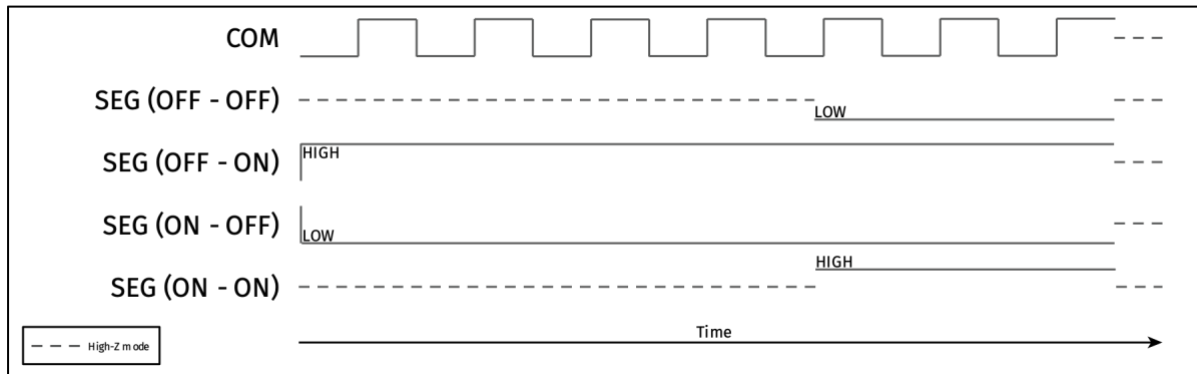 COM
SEG (OFF - OFF)
LOW
SEG (OFF - ON)
HIGH
SEG (ON - OFF)
LOW
SEG (ON - ON)
HIGH
Time
High-Z mode